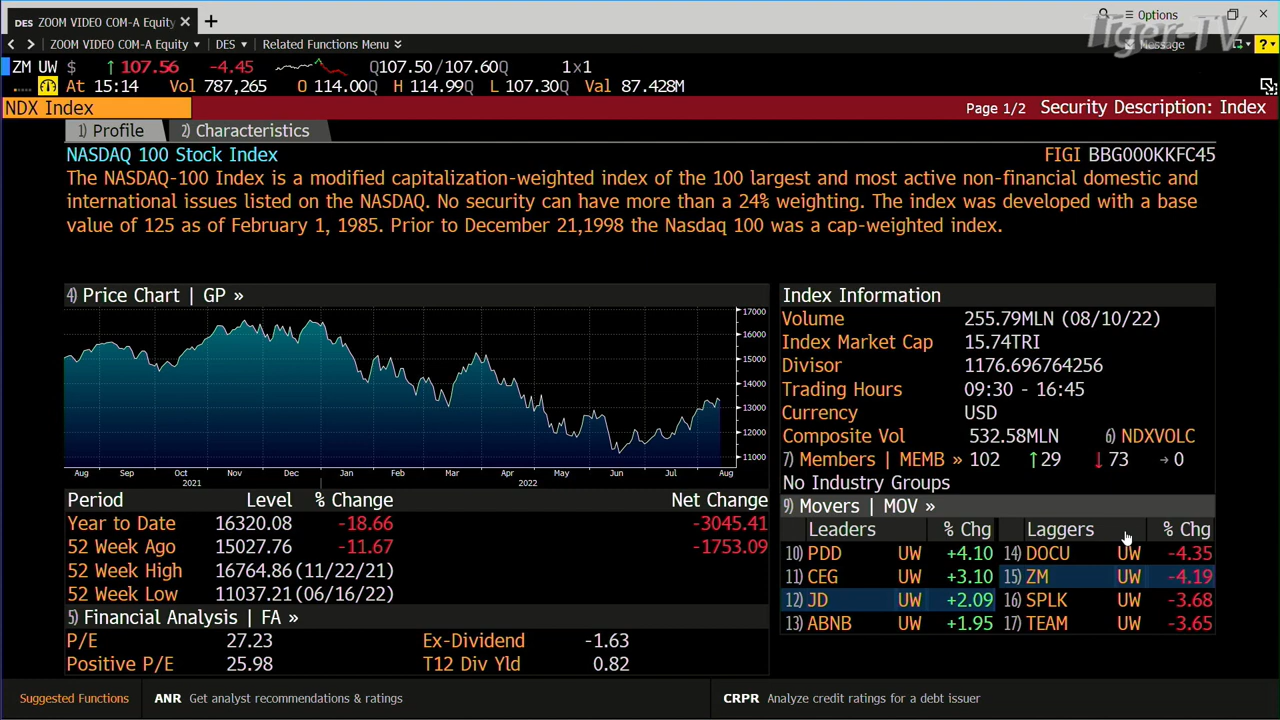 DES ZOOM VIDEO COM-A Equity × +
Options
Tiger-TV
< > ZOOM VIDEO COM-A Equity DES Related Functions Menu
Message
?
ZM UW $ ↑ 107.56 -4.45 Q107.50/107.60Q 1x1
At 15:14 Vol 787,265 O 114.00Q H 114.99Q L 107.30Q Val 87.428M
NDX Index Page 1/2 Security Description: Index
1) Profile 2) Characteristics
NASDAQ 100 Stock Index FIGI BBG000KKFC45
The NASDAQ-100 Index is a modified capitalization-weighted index of the 100 largest and most active non-financial domestic and
international issues listed on the NASDAQ. No security can have more than a 24% weighting. The index was developed with a base
value of 125 as of February 1, 1985. Prior to December 21,1998 the Nasdaq 100 was a cap-weighted index.
4) Price Chart | GP »
17000
16000
15000
14000
13000
12000
11000
Aug Sep Oct Nov Dec Jan Feb Mar Apr May Jun Jul Aug
2021 2022
Index Information
Volume 255.79MLN (08/10/22)
Index Market Cap 15.74TRI
Divisor 1176.696764256
Trading Hours 09:30 - 16:45
Currency USD
Composite Vol 532.58MLN 6) NDXVOLC
7) Members | MEMB » 102 ↑29 ↓73 →0
No Industry Groups
9) Movers | MOV »
Leaders % Chg Laggers % Chg
10) PDD UW +4.10 14) DOCU UW -4.35
11) CEG UW +3.10 15) ZM UW -4.19
12) JD UW +2.09 16) SPLK UW -3.68
13) ABNB UW +1.95 17) TEAM UW -3.65
Period Level % Change Net Change
Year to Date 16320.08 -18.66 -3045.41
52 Week Ago 15027.76 -11.67 -1753.09
52 Week High 16764.86 (11/22/21)
52 Week Low 11037.21 (06/16/22)
5) Financial Analysis | FA »
P/E 27.23 Ex-Dividend -1.63
Positive P/E 25.98 T12 Div Yld 0.82
Suggested Functions ANR Get analyst recommendations & ratings CRPR Analyze credit ratings for a debt issuer